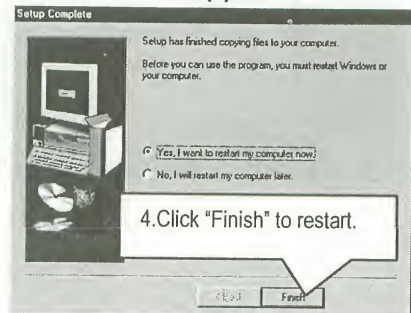 Setup Complete
Setup has finished copying files to your computer.
Before you can use the program, you must restart Windows or
your computer.
Yes, I want to restart my computer now.
No, I will restart my computer later.
4.Click “Finish” to restart.
Finish